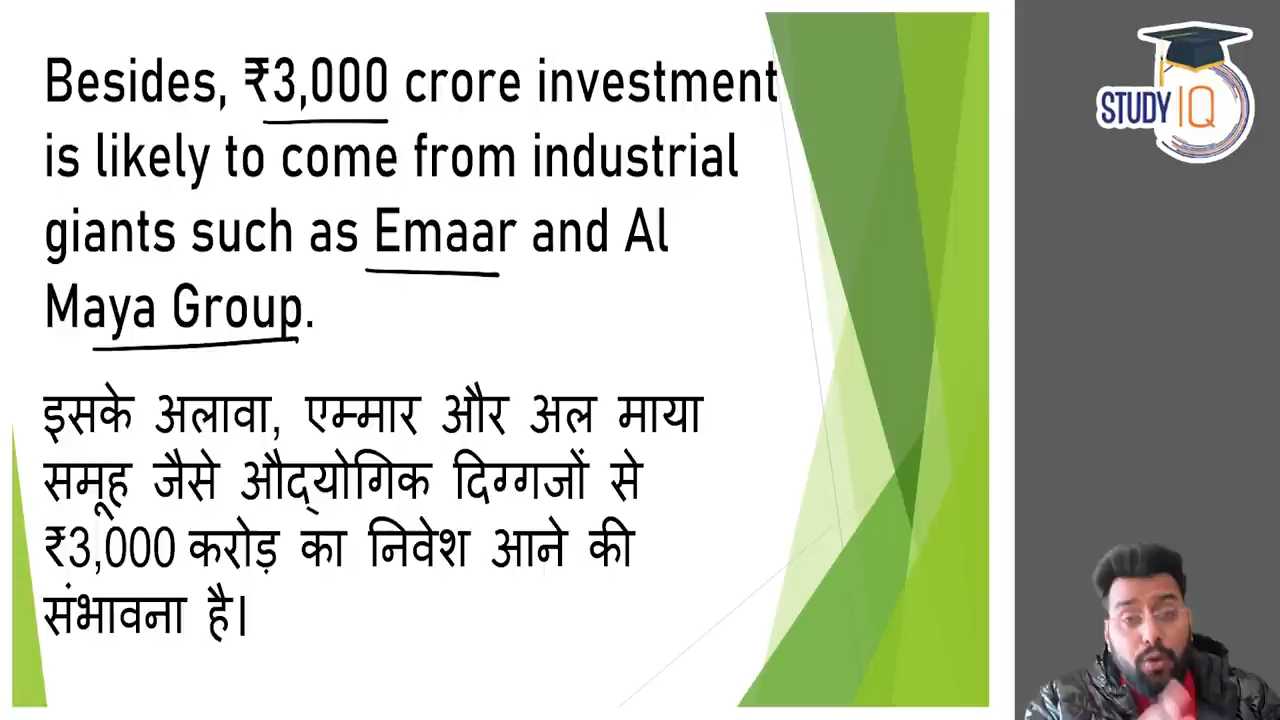 Besides, ₹3,000 crore investment
is likely to come from industrial
giants such as Emaar and Al
Maya Group.
इसके अलावा, एम्मार और अल माया
समूह जैसे औद्योगिक दिग्गजों से
₹3,000 करोड़ का निवेश आने की
संभावना है।
STUDY IQ